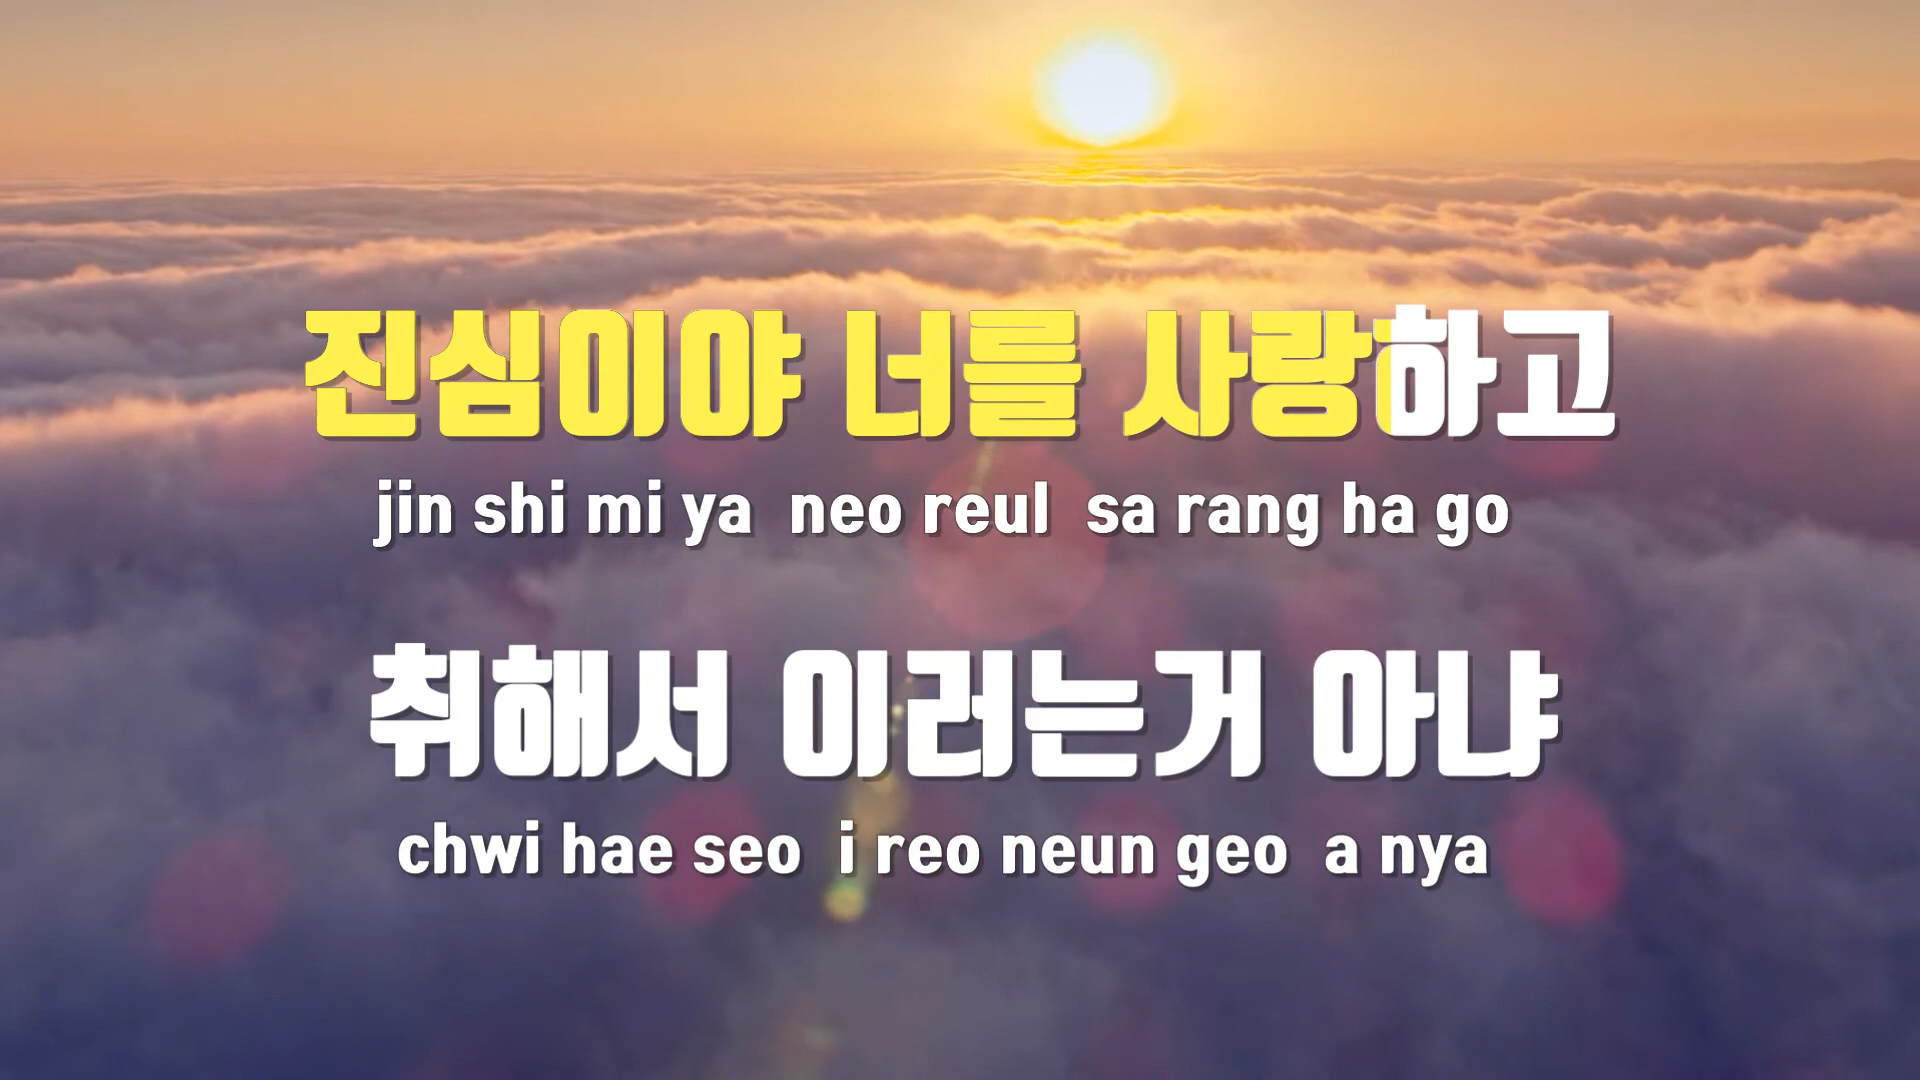 진심이야 너를 사랑하고
jin shi mi ya neo reul sa rang ha go
취해서 이러는거 아냐
chwi hae seo i reo neun geo a nya